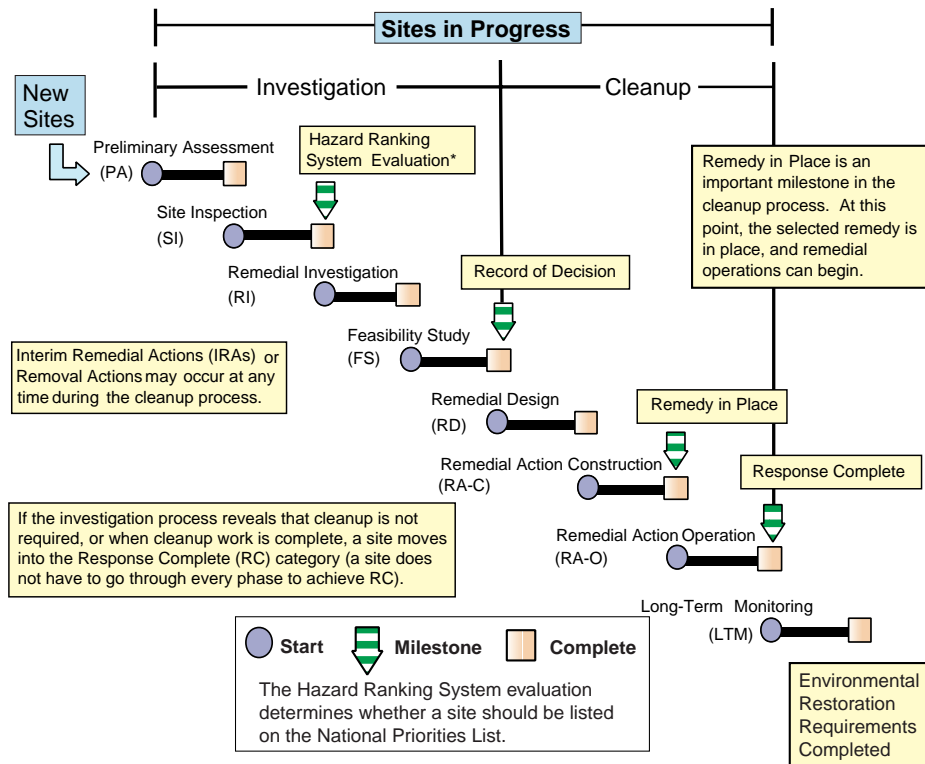 Sites in Progress
Investigation
Cleanup
New
Sites
Preliminary Assessment
(PA)
Hazard Ranking
System Evaluation*
Remedy in Place is an
important milestone in the
cleanup process. At this
point, the selected remedy is
in place, and remedial
operations can begin.
Site Inspection
(SI)
Remedial Investigation
(RI)
Record of Decision
Feasibility Study
(FS)
Interim Remedial Actions (IRAs) or
Removal Actions may occur at any
time during the cleanup process.
Remedial Design
(RD)
Remedy in Place
Remedial Action Construction
(RA-C)
Response Complete
If the investigation process reveals that cleanup is not
required, or when cleanup work is complete, a site moves
into the Response Complete (RC) category (a site does
not have to go through every phase to achieve RC).
Remedial Action Operation
(RA-O)
Long-Term Monitoring
(LTM)
Start
Milestone
Complete
The Hazard Ranking System evaluation
determines whether a site should be listed
on the National Priorities List.
Environmental
Restoration
Requirements
Completed